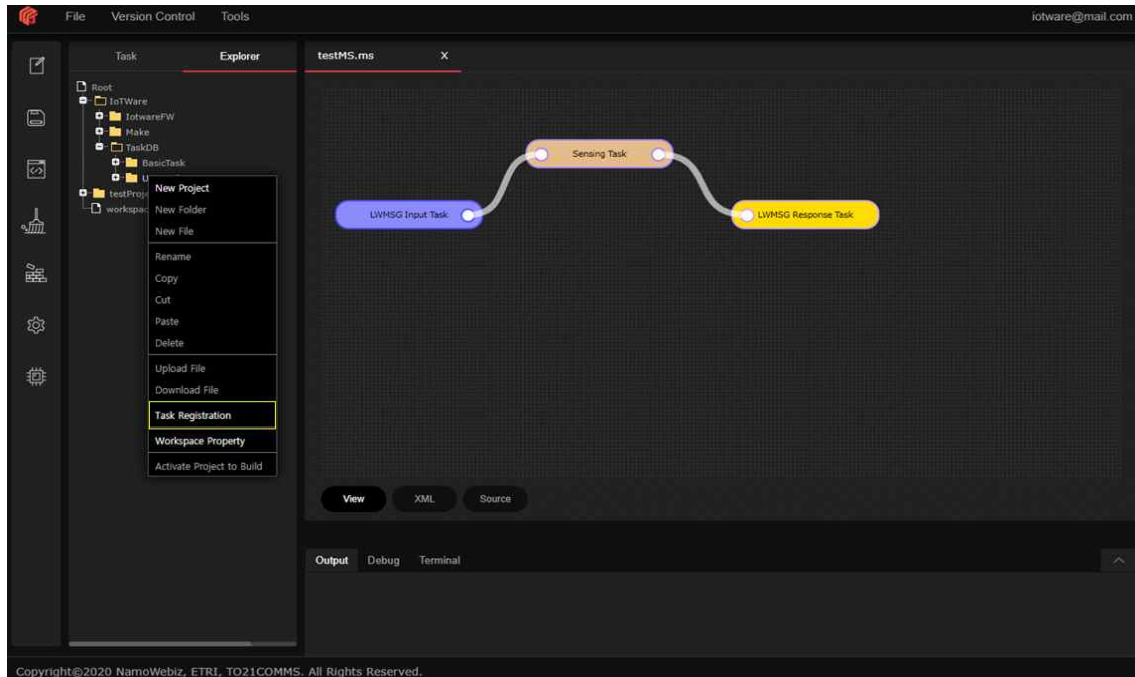 File Version Control Tools iotware@mail.com
Task Explorer testMS.ms X
Root
IoTWare
IotwareFW
Make
TaskDB
BasicTask
New Project
New Folder
New File
Rename
Copy
Cut
Paste
Delete
Upload File
Download File
Task Registration
Workspace Property
Activate Project to Build
Sensing Task
LWMSG Input Task
LWMSG Response Task
View XML Source
Output Debug Terminal
Copyright©2020 NamoWebiz, ETRI, TO21COMMS. All Rights Reserved.